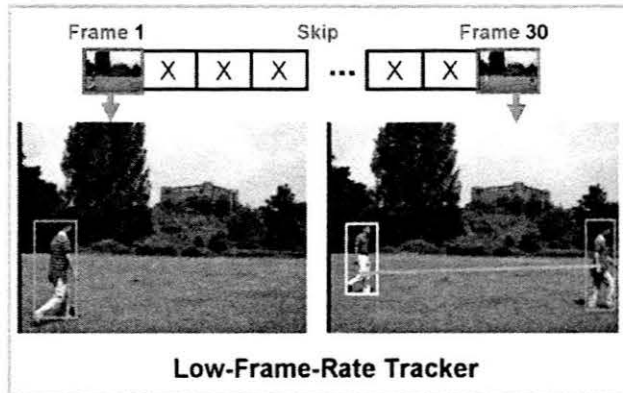 Frame 1 Skip Frame 30
X X X ... X X
Low-Frame-Rate Tracker